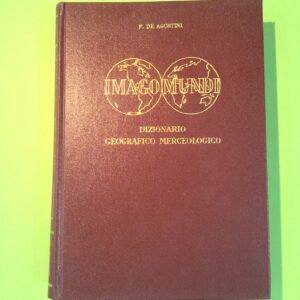 F. DE AGOSTINI
IMAGO MUNDI
DIZIONARIO
GEOGRAFICO MERCEOLOGICO